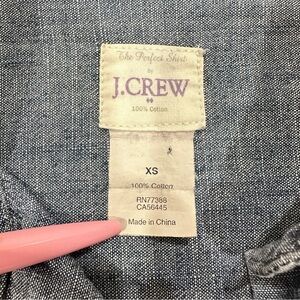 The Perfect Shirt
by
J.CREW
100% Cotton
XS
100% Cotton
RN77388
CA56445
Made in China